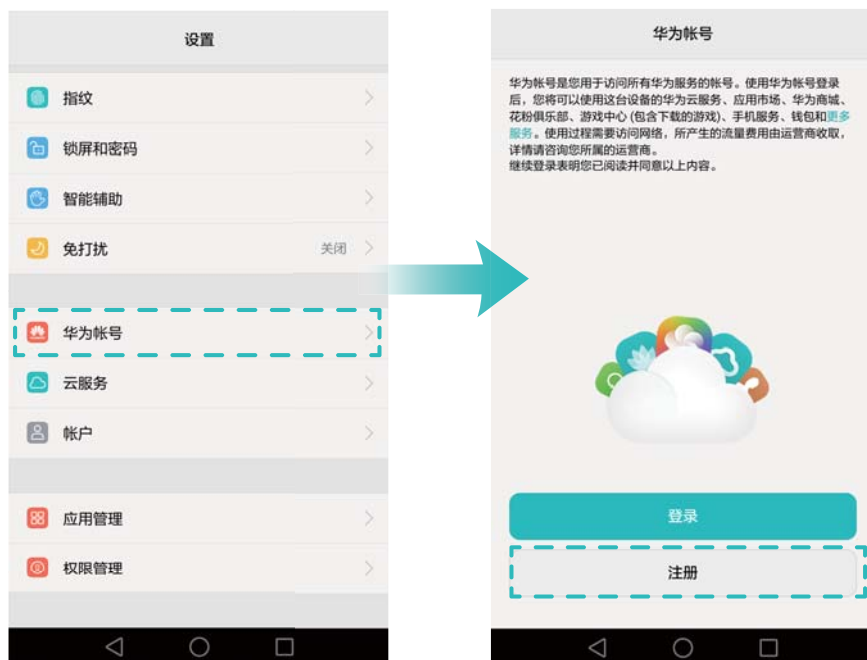 设置
指纹
锁屏和密码
智能辅助
免打扰 关闭
华为帐号
云服务
帐户
应用管理
权限管理
华为帐号
华为帐号是您用于访问所有华为服务的帐号。使用华为帐号登录
后，您将可以使用这台设备的华为云服务、应用市场、华为商城、
花粉俱乐部、游戏中心 (包含下载的游戏)、手机服务、钱包和更多
服务。使用过程需要访问网络，所产生的流量费用由运营商收取，
详情请咨询您所属的运营商。
继续登录表明您已阅读并同意以上内容。
登录
注册